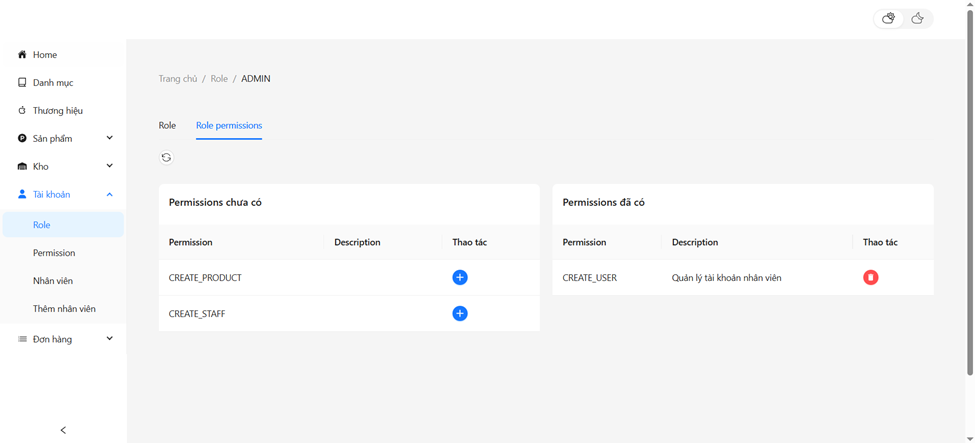 Home
Danh mục
Thương hiệu
Sản phẩm
Kho
Tài khoản
Role
Permission
Nhân viên
Thêm nhân viên
Đơn hàng
Trang chủ / Role / ADMIN
Role Role permissions
Permissions chưa có
Permission Description Thao tác
CREATE_PRODUCT
CREATE_STAFF
Permissions đã có
Permission Description Thao tác
CREATE_USER Quản lý tài khoản nhân viên